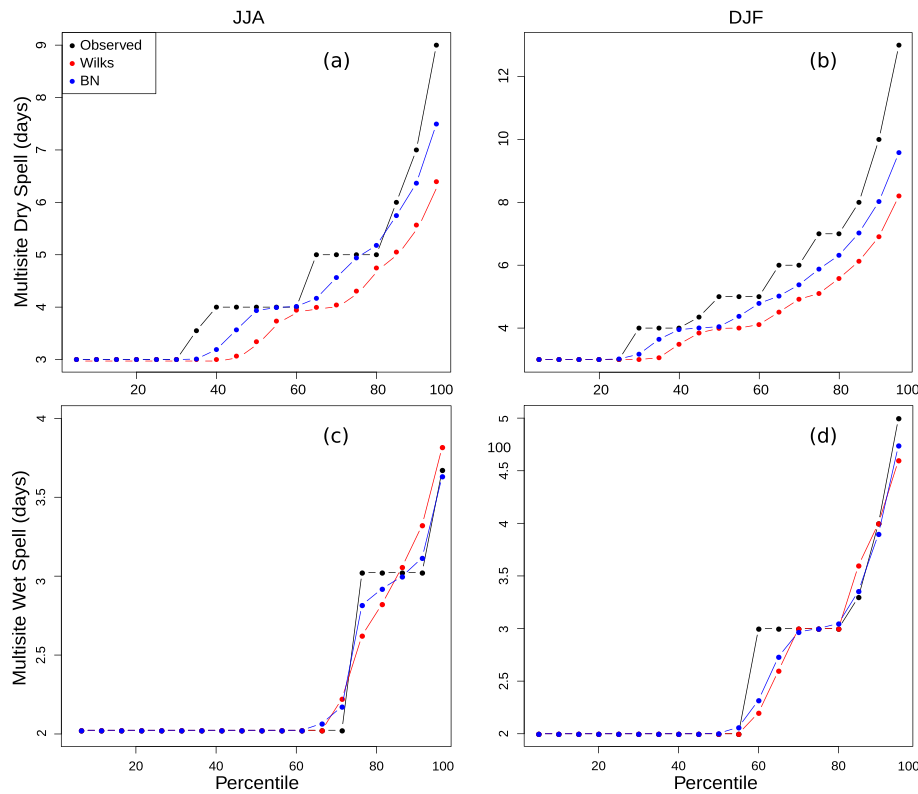 JJA
DJF
Observed
Wilks
BN
(a)
(b)
Multisite Dry Spell (days)
9
8
7
6
5
4
3
12
10
8
6
4
20 40 60 80 100
20 40 60 80 100
(c)
(d)
Multisite Wet Spell (days)
4
3.5
3
2.5
2
5
100
4.5
4
3.5
3
2.5
2
20 40 60 80 100
20 40 60 80 100
Percentile
Percentile